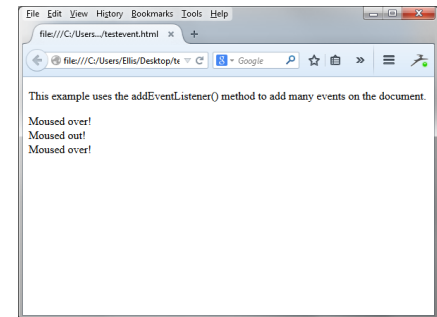 File Edit View History Bookmarks Tools Help
file:///C:/Users.../testevent.html × +
file:///C:/Users/Ellis/Desktop/te 8 - Google
This example uses the addEventListener() method to add many events on the document.
Moused over!
Moused out!
Moused over!